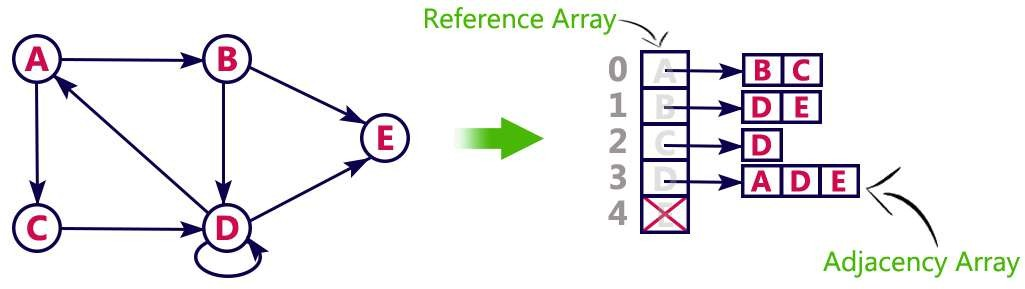 Reference Array
A
B
E
C
D
0 A B C
1 B D E
2 C D
3 D A D E
4 E
Adjacency Array